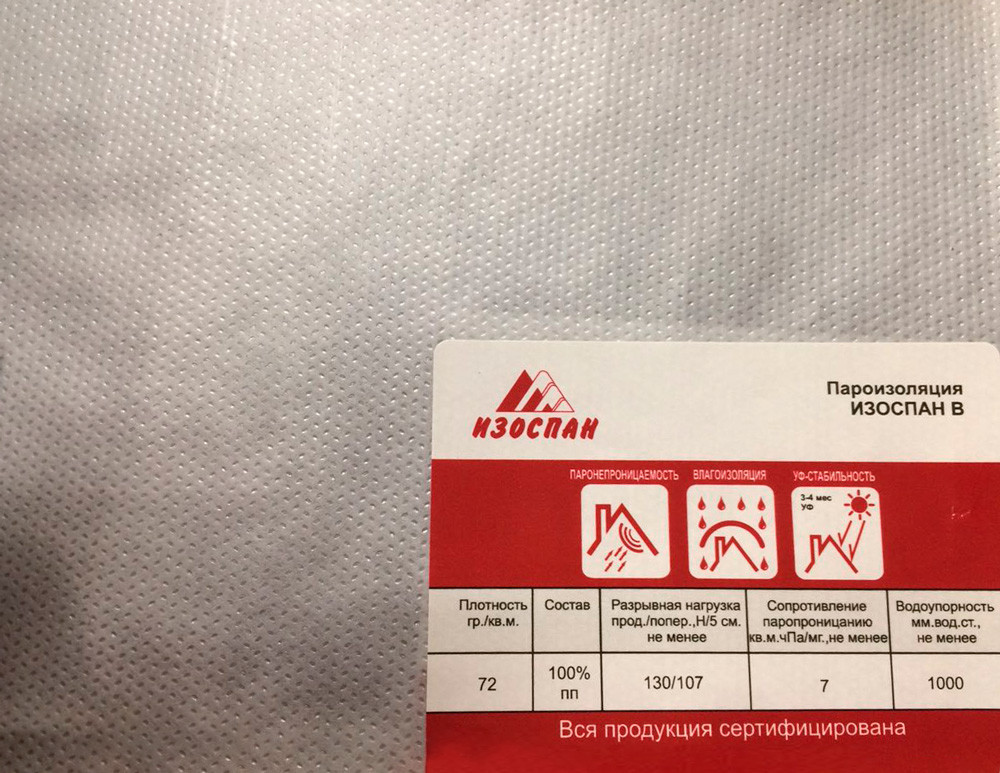 ИЗОСПАН
Пароизоляция
ИЗОСПАН В
ПАРОНЕПРОНИЦАЕМОСТЬ
ВЛАГОИЗОЛЯЦИЯ
УФ-СТАБИЛЬНОСТЬ
3-4 мес
УФ
Плотность
гр./кв.м.
Состав
Разрывная нагрузка
прод./попер.,Н/5 см.
не менее
Сопротивление
паропроницанию
кв.м.чПа/мг.,не менее
Водоупорность
мм.вод.ст.,
не менее
72
100%
пп
130/107
7
1000
Вся продукция сертифицирована